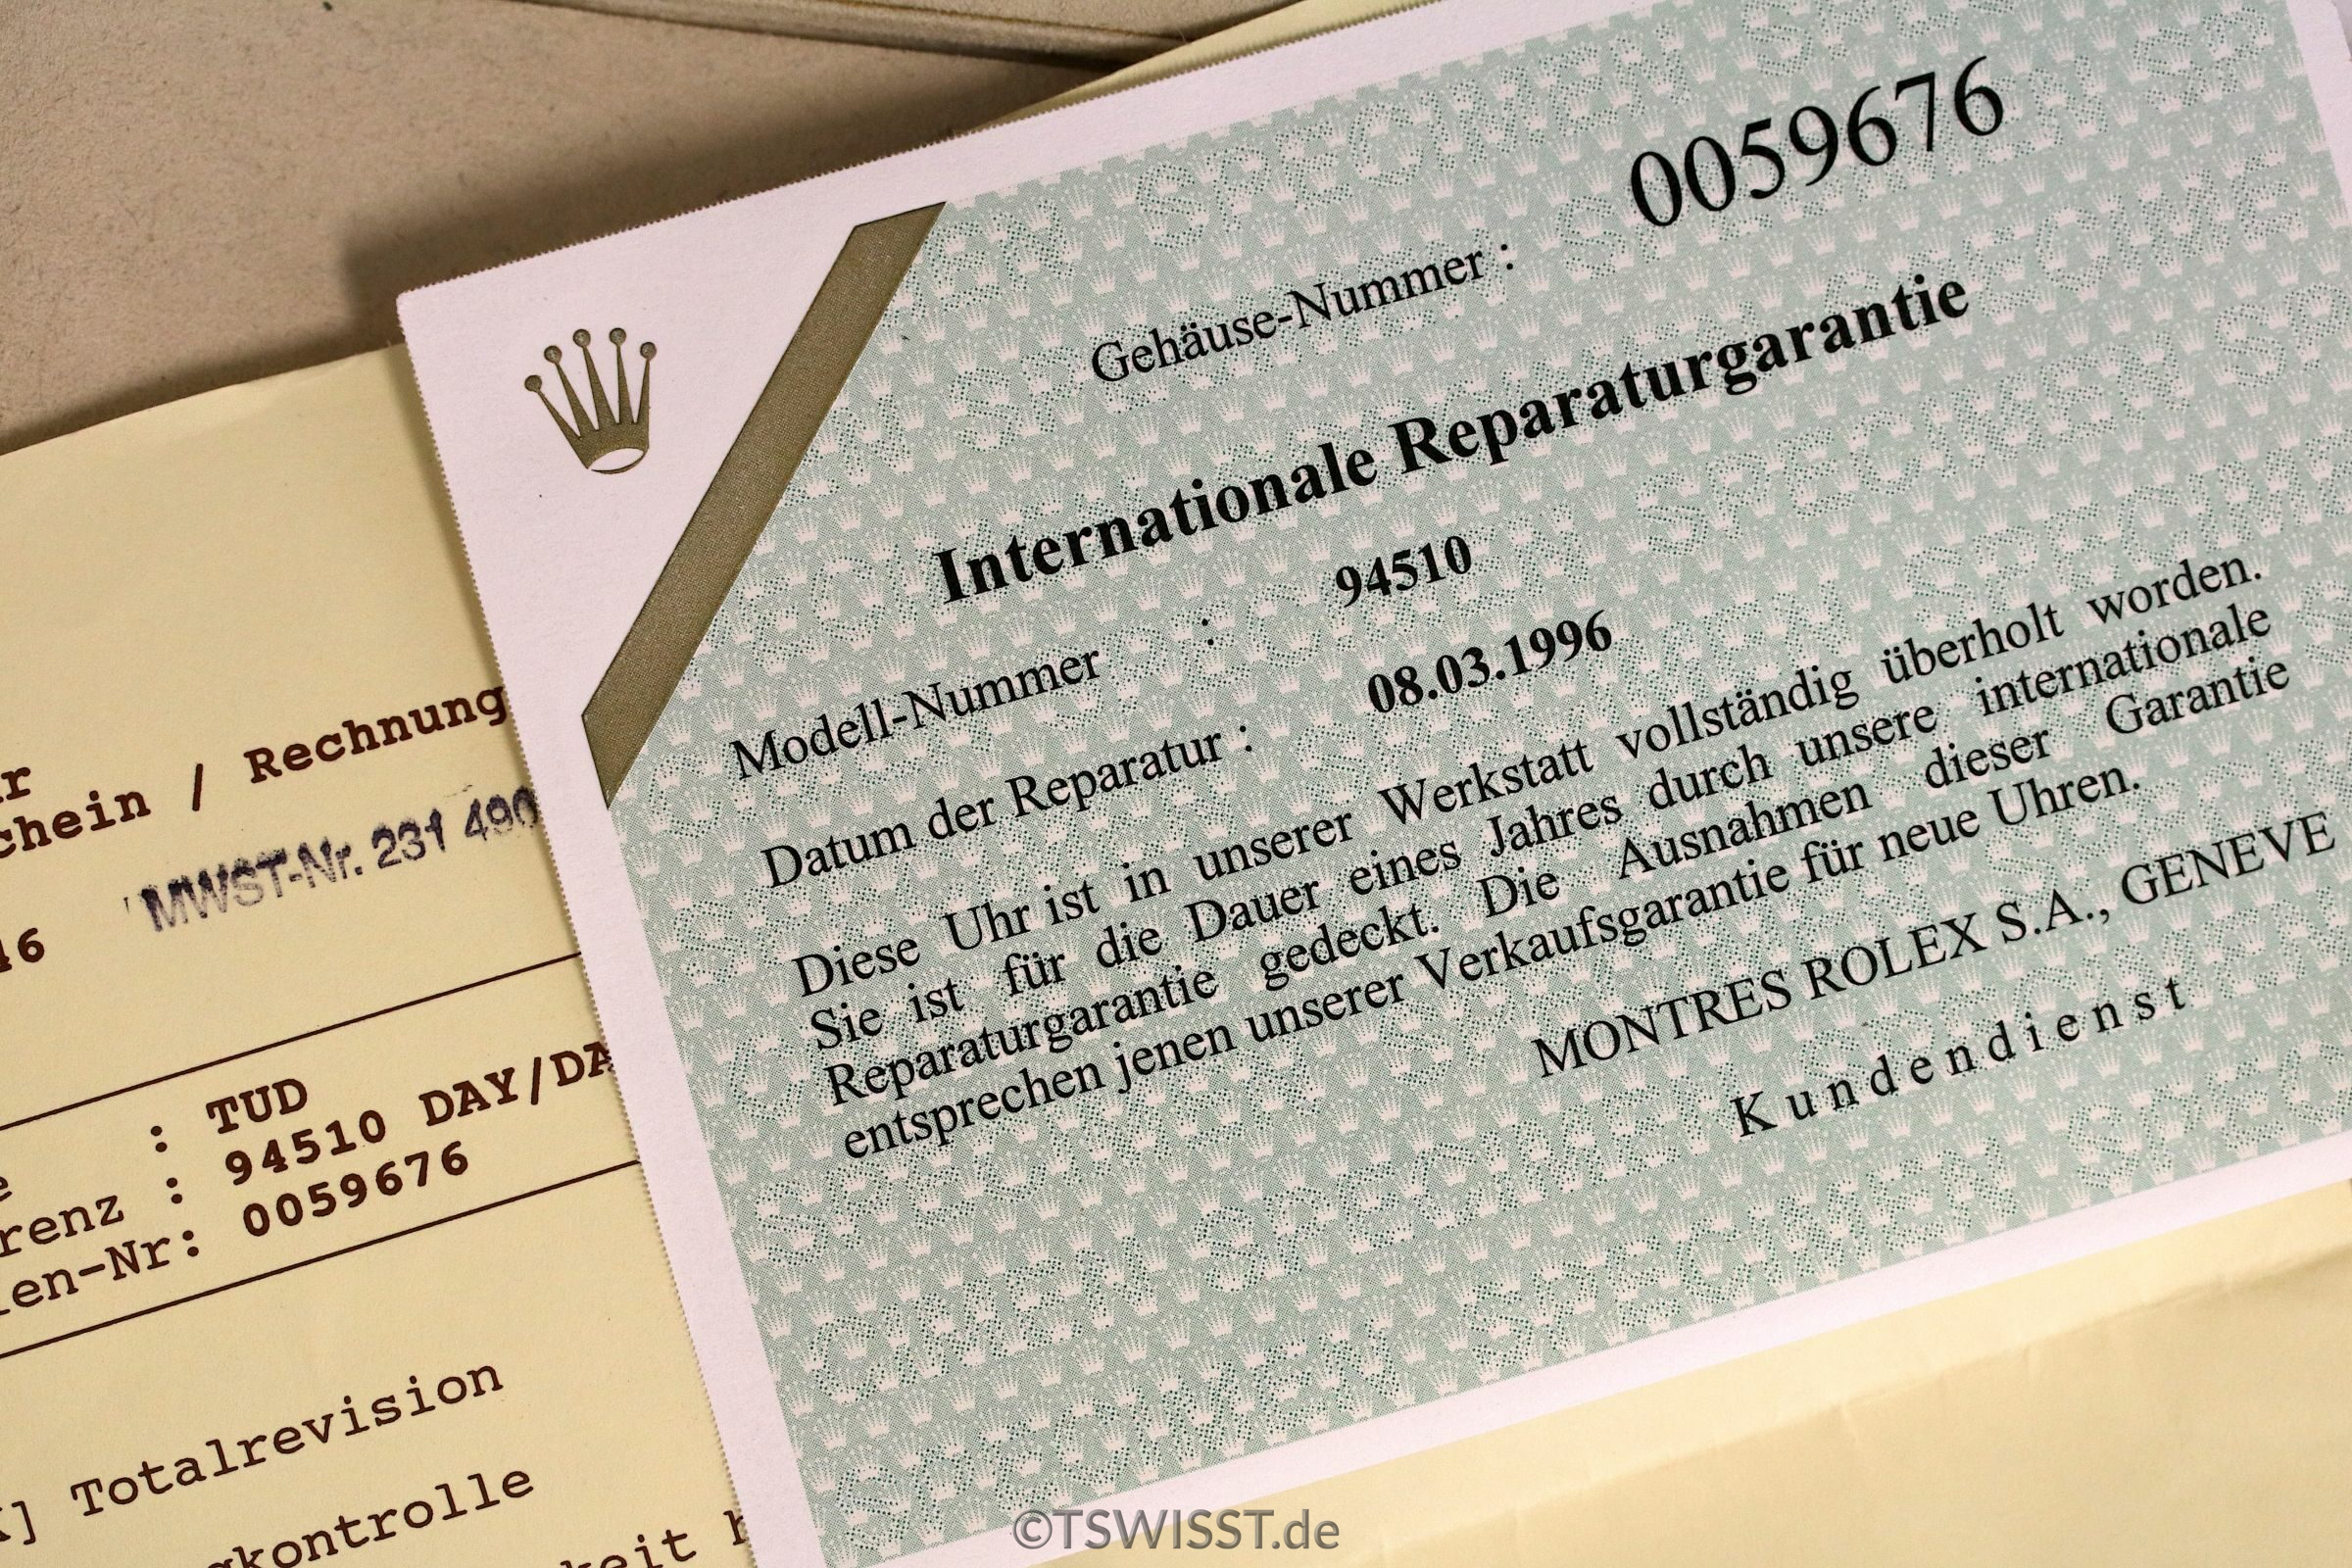 Gehäuse-Nummer : 0059676
Internationale Reparaturgarantie
Modell-Nummer : 94510
Datum der Reparatur : 08.03.1996
Diese Uhr ist in unserer Werkstatt vollständig überholt worden.
Sie ist für die Dauer eines Jahres durch unsere internationale
Reparaturgarantie gedeckt. Die Ausnahmen dieser Garantie
entsprechen jenen unserer Verkaufsgarantie für neue Uhren.
MONTRES ROLEX S.A., GENEVE
Kundendienst
r
chein / Rechnung
MWST-Nr. 231 490
46
e : TUD
renz : 94510 DAY/DA
ien-Nr: 0059676
] Totalrevision
gkontrolle
keit
©TSWISST.de